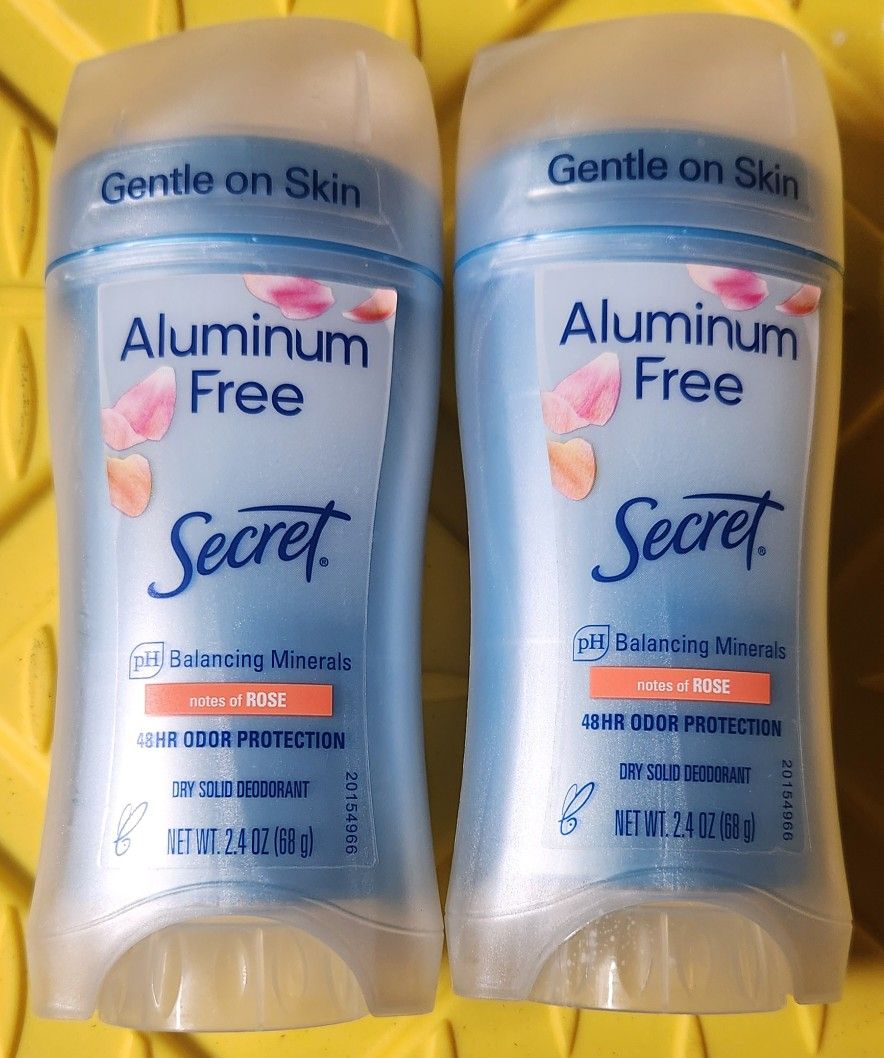 Gentle on Skin
Aluminum
Free
Secret®
pH Balancing Minerals
notes of ROSE
48HR ODOR PROTECTION
DRY SOLID DEODORANT
NET WT. 2.4 OZ (68 g)
20154966
Gentle on Skin
Aluminum
Free
Secret®
pH Balancing Minerals
notes of ROSE
48HR ODOR PROTECTION
DRY SOLID DEODORANT
NET WT. 2.4 OZ (68 g)
20154966